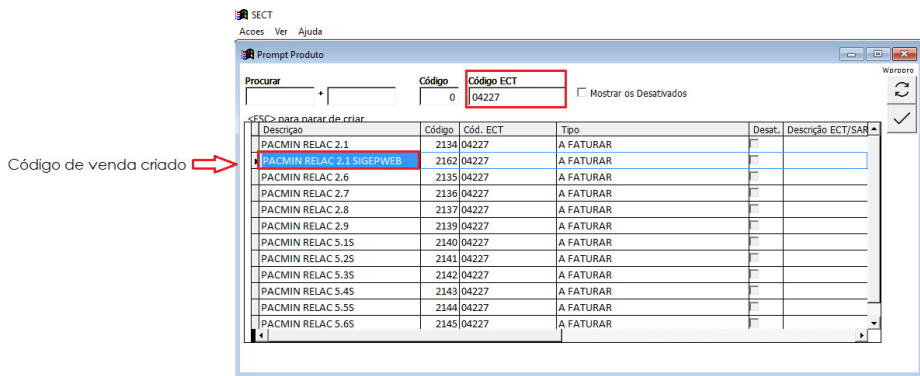 SECT
Acoes Ver Ajuda
Prompt Produto
Procurar Código Código ECT
+ 0 04227 Mostrar os Desativados
<ESC> para parar de criar
Descriçao Código Cód. ECT Tipo Desat. Descrição ECT/SAR
PACMIN RELAC 2.1 2134 04227 A FATURAR
Código de venda criado PACMIN RELAC 2.1 SIGEPWEB 2162 04227 A FATURAR
PACMIN RELAC 2.6 2135 04227 A FATURAR
PACMIN RELAC 2.7 2136 04227 A FATURAR
PACMIN RELAC 2.8 2137 04227 A FATURAR
PACMIN RELAC 2.9 2139 04227 A FATURAR
PACMIN RELAC 5.1S 2140 04227 A FATURAR
PACMIN RELAC 5.2S 2141 04227 A FATURAR
PACMIN RELAC 5.3S 2142 04227 A FATURAR
PACMIN RELAC 5.4S 2143 04227 A FATURAR
PACMIN RELAC 5.5S 2144 04227 A FATURAR
PACMIN RELAC 5.6S 2145 04227 A FATURAR